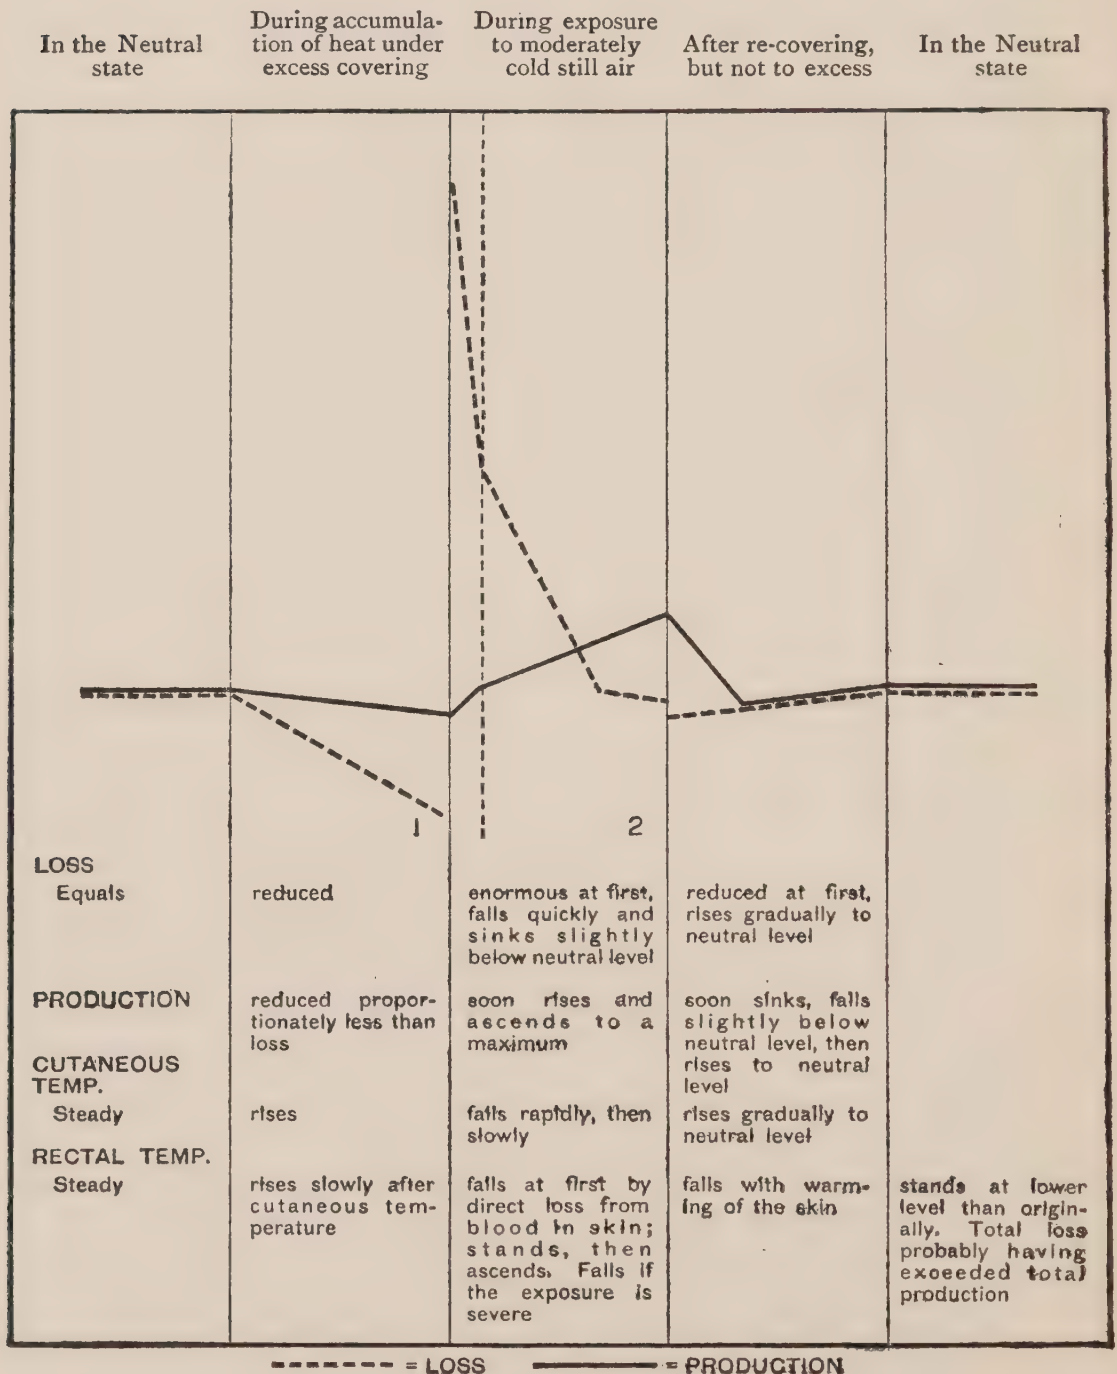 In the Neutral
state
During accumula-
tion of heat under
excess covering
During exposure
to moderately
cold still air
After re-covering,
but not to excess
In the Neutral
state
1
2
LOSS
Equals
reduced
enormous at first,
falls quickly and
sinks slightly
below neutral level
reduced at first,
rises gradually to
neutral level
PRODUCTION
reduced propor-
tionately less than
loss
soon rises and
ascends to a
maximum
soon sinks, falls
slightly below
neutral level, then
rises to neutral
level
CUTANEOUS
TEMP.
Steady
rises
falls rapidly, then
slowly
rises gradually to
neutral level
RECTAL TEMP.
Steady
rises slowly after
cutaneous tem-
perature
falls at first by
direct loss from
blood in skin;
stands, then
ascends. Falls if
the exposure is
severe
falls with warm-
ing of the skin
stands at lower
level than origin-
ally. Total loss
probably having
exceeded total
production
= LOSS
= PRODUCTION